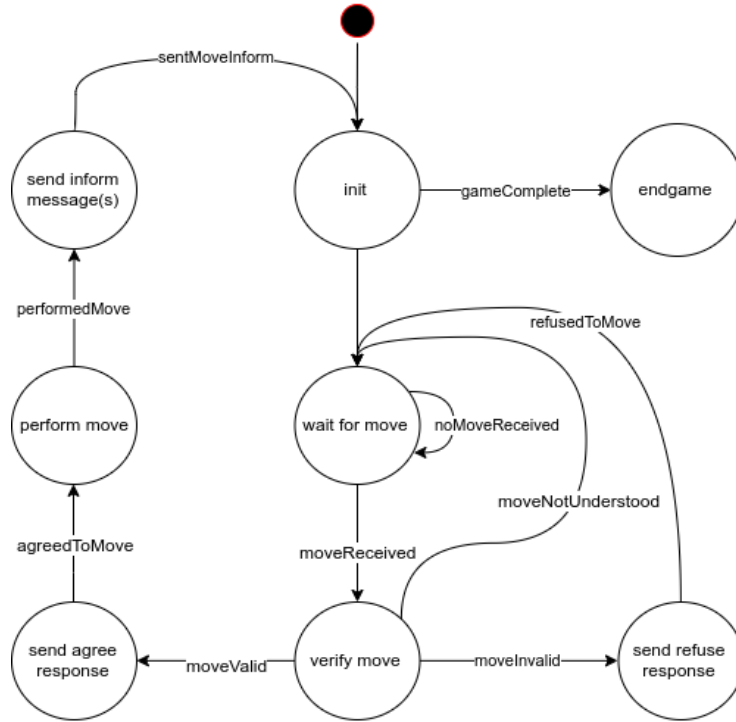 sentMoveInform
send inform
message(s)
init
gameComplete
endgame
performedMove
refusedToMove
perform move
wait for move
noMoveReceived
moveNotUnderstood
agreedToMove
moveReceived
send agree
response
moveValid
verify move
moveInvalid
send refuse
response